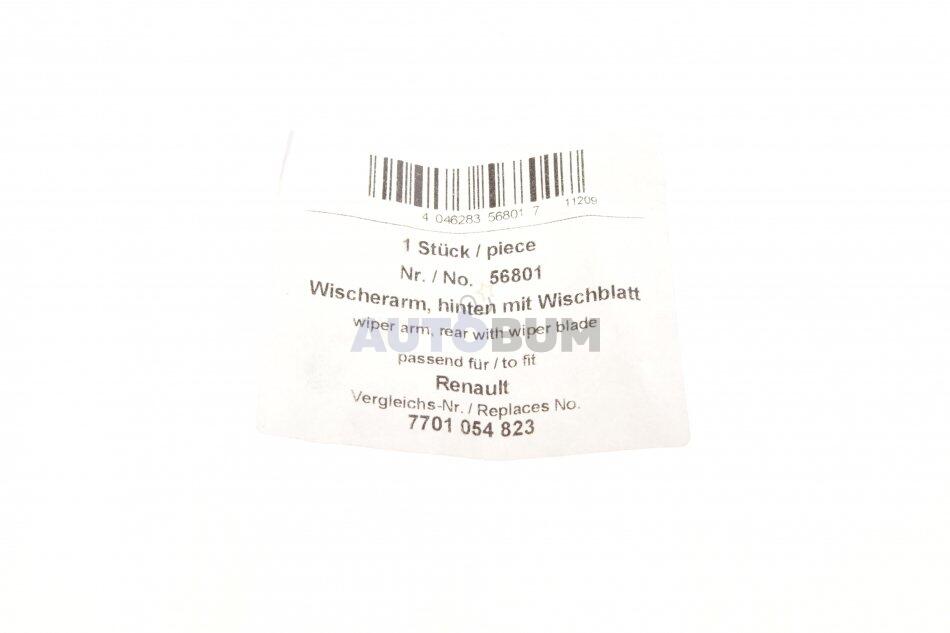 4 046283 56801 7
11209
1 Stück / piece
Nr. / No. 56801
Wischerarm, hinten mit Wischblatt
wiper arm, rear with wiper blade
AUTOBUM
passend für / to fit
Renault
Vergleichs-Nr. / Replaces No.
7701 054 823